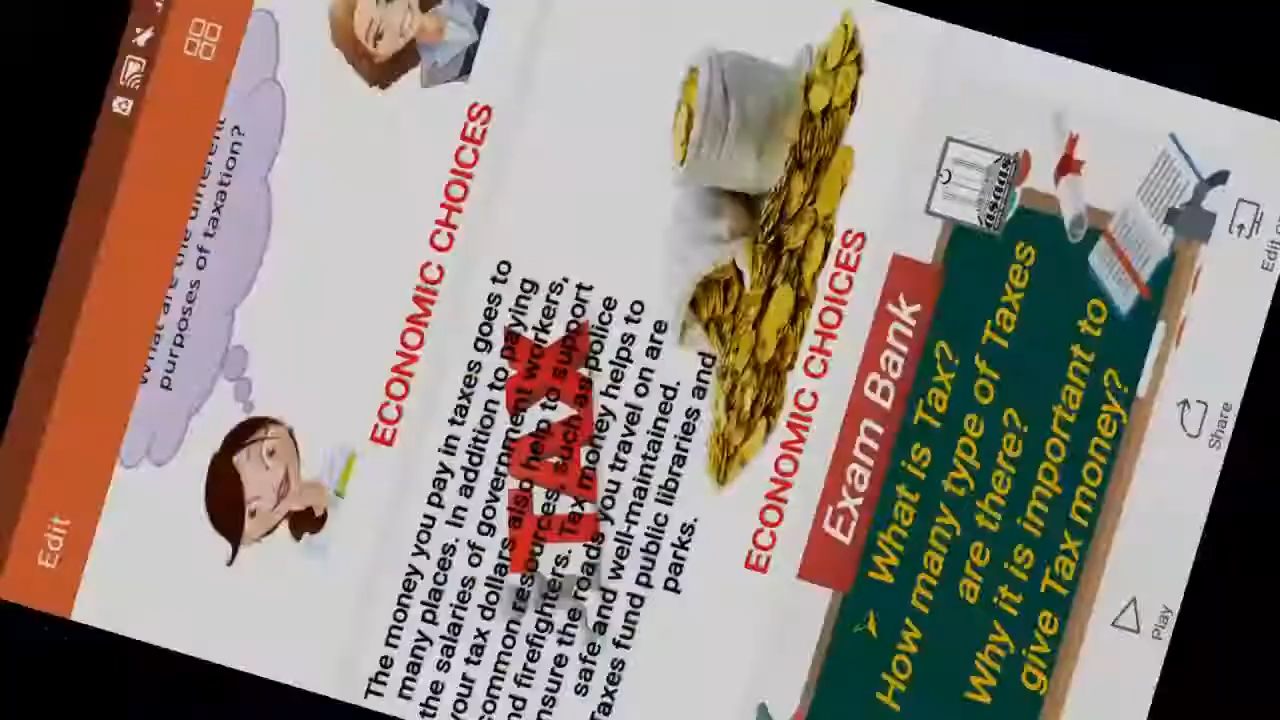 Edit
What are the different
purposes of taxation?
ECONOMIC CHOICES
The money you pay in taxes goes to
many places. In addition to paying
the salaries of government workers,
your tax dollars also help to support
common resources, such as police
and firefighters. Tax money helps to
ensure the roads you travel on are
safe and well-maintained.
Taxes fund public libraries and
parks.
TAX
ECONOMIC CHOICES
Exam Bank
➢ What is Tax?
How many type of Taxes
are there?
Why it is important to
give Tax money?
Play
Share